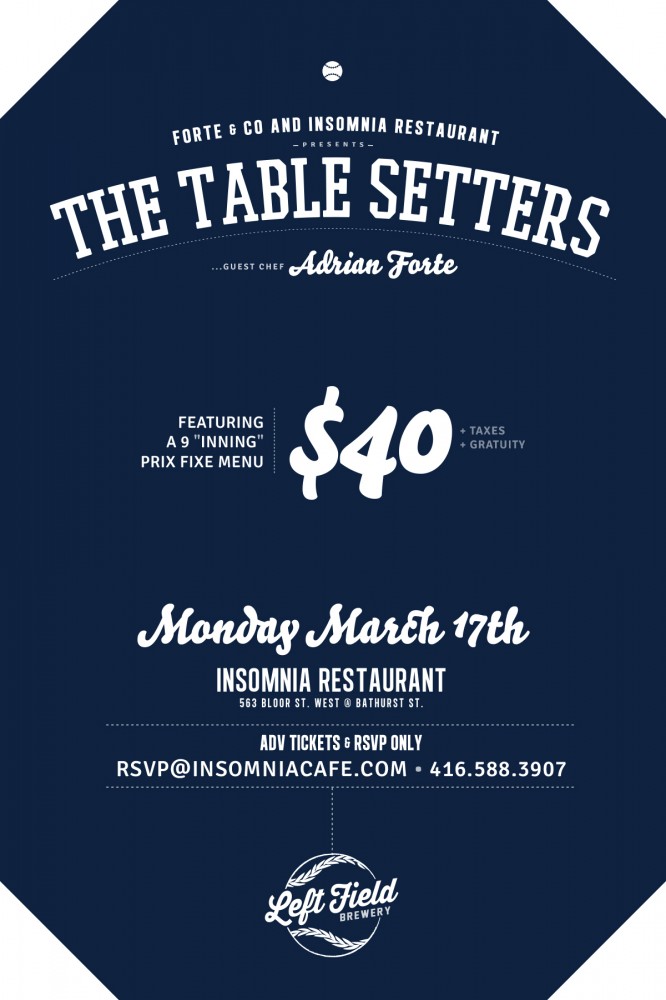 FORTE & CO AND INSOMNIA RESTAURANT
– PRESENTS –
THE TABLE SETTERS
...GUEST CHEF Adrian Forte
FEATURING
A 9 "INNING"
PRIX FIXE MENU
$40
+ TAXES
+ GRATUITY
Monday March 17th
INSOMNIA RESTAURANT
563 BLOOR ST. WEST @ BATHURST ST.
ADV TICKETS & RSVP ONLY
RSVP@INSOMNIACAFE.COM • 416.588.3907
Left Field
BREWERY